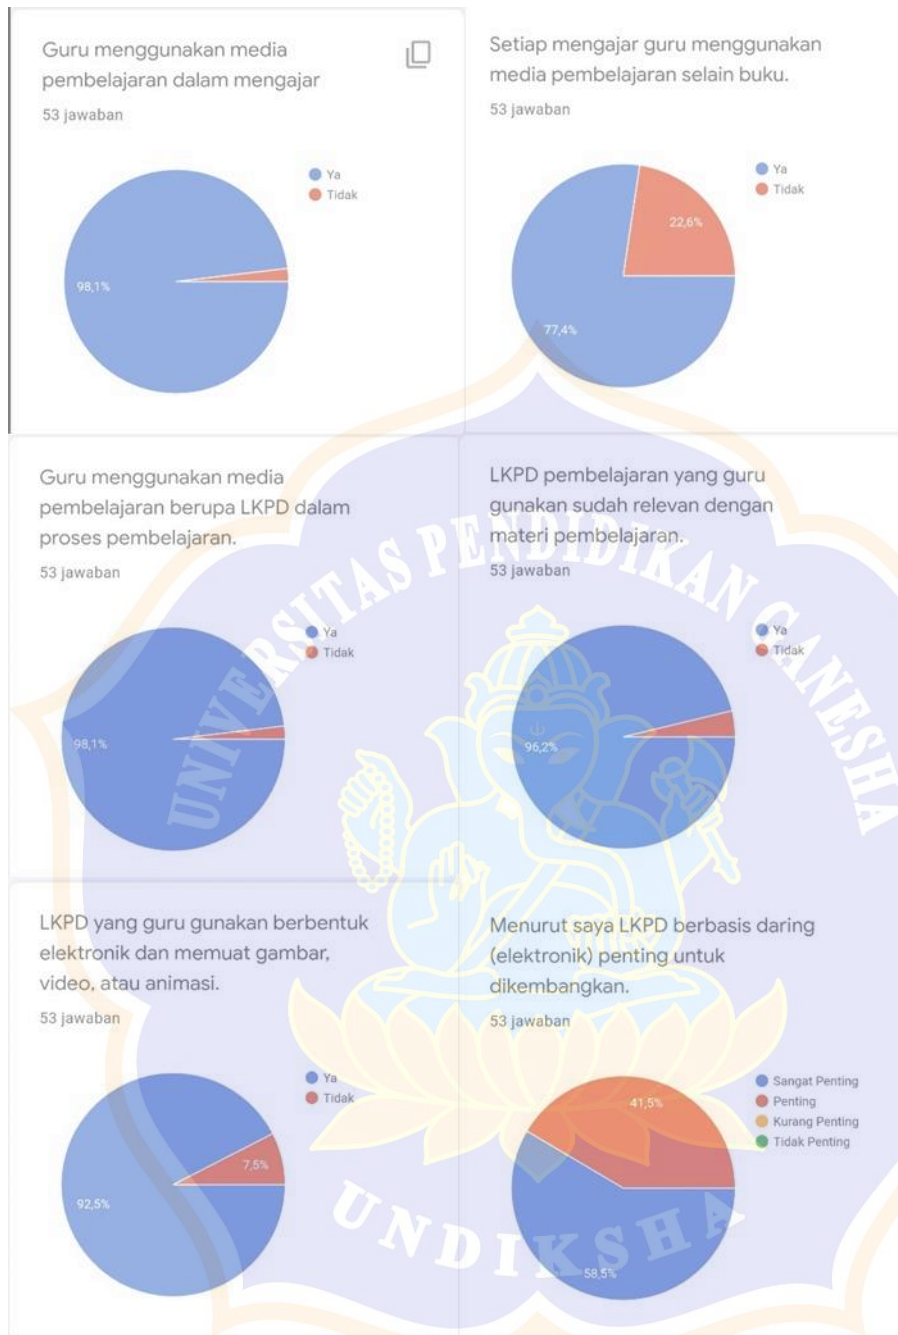 Guru menggunakan media
pembelajaran dalam mengajar
53 jawaban
Ya
Tidak
98,1%
Setiap mengajar guru menggunakan
media pembelajaran selain buku.
53 jawaban
Ya
Tidak
22,6%
77,4%
Guru menggunakan media
pembelajaran berupa LKPD dalam
proses pembelajaran.
53 jawaban
Ya
Tidak
98,1%
LKPD pembelajaran yang guru
gunakan sudah relevan dengan
materi pembelajaran.
53 jawaban
Ya
Tidak
96,2%
LKPD yang guru gunakan berbentuk
elektronik dan memuat gambar,
video, atau animasi.
53 jawaban
Ya
Tidak
7,5%
92,5%
Menurut saya LKPD berbasis daring
(elektronik) penting untuk
dikembangkan.
53 jawaban
Sangat Penting
Penting
Kurang Penting
Tidak Penting
41,5%
58,5%
UNIVERSITAS PENDIDIKAN GANESHA
UNDIKSHA